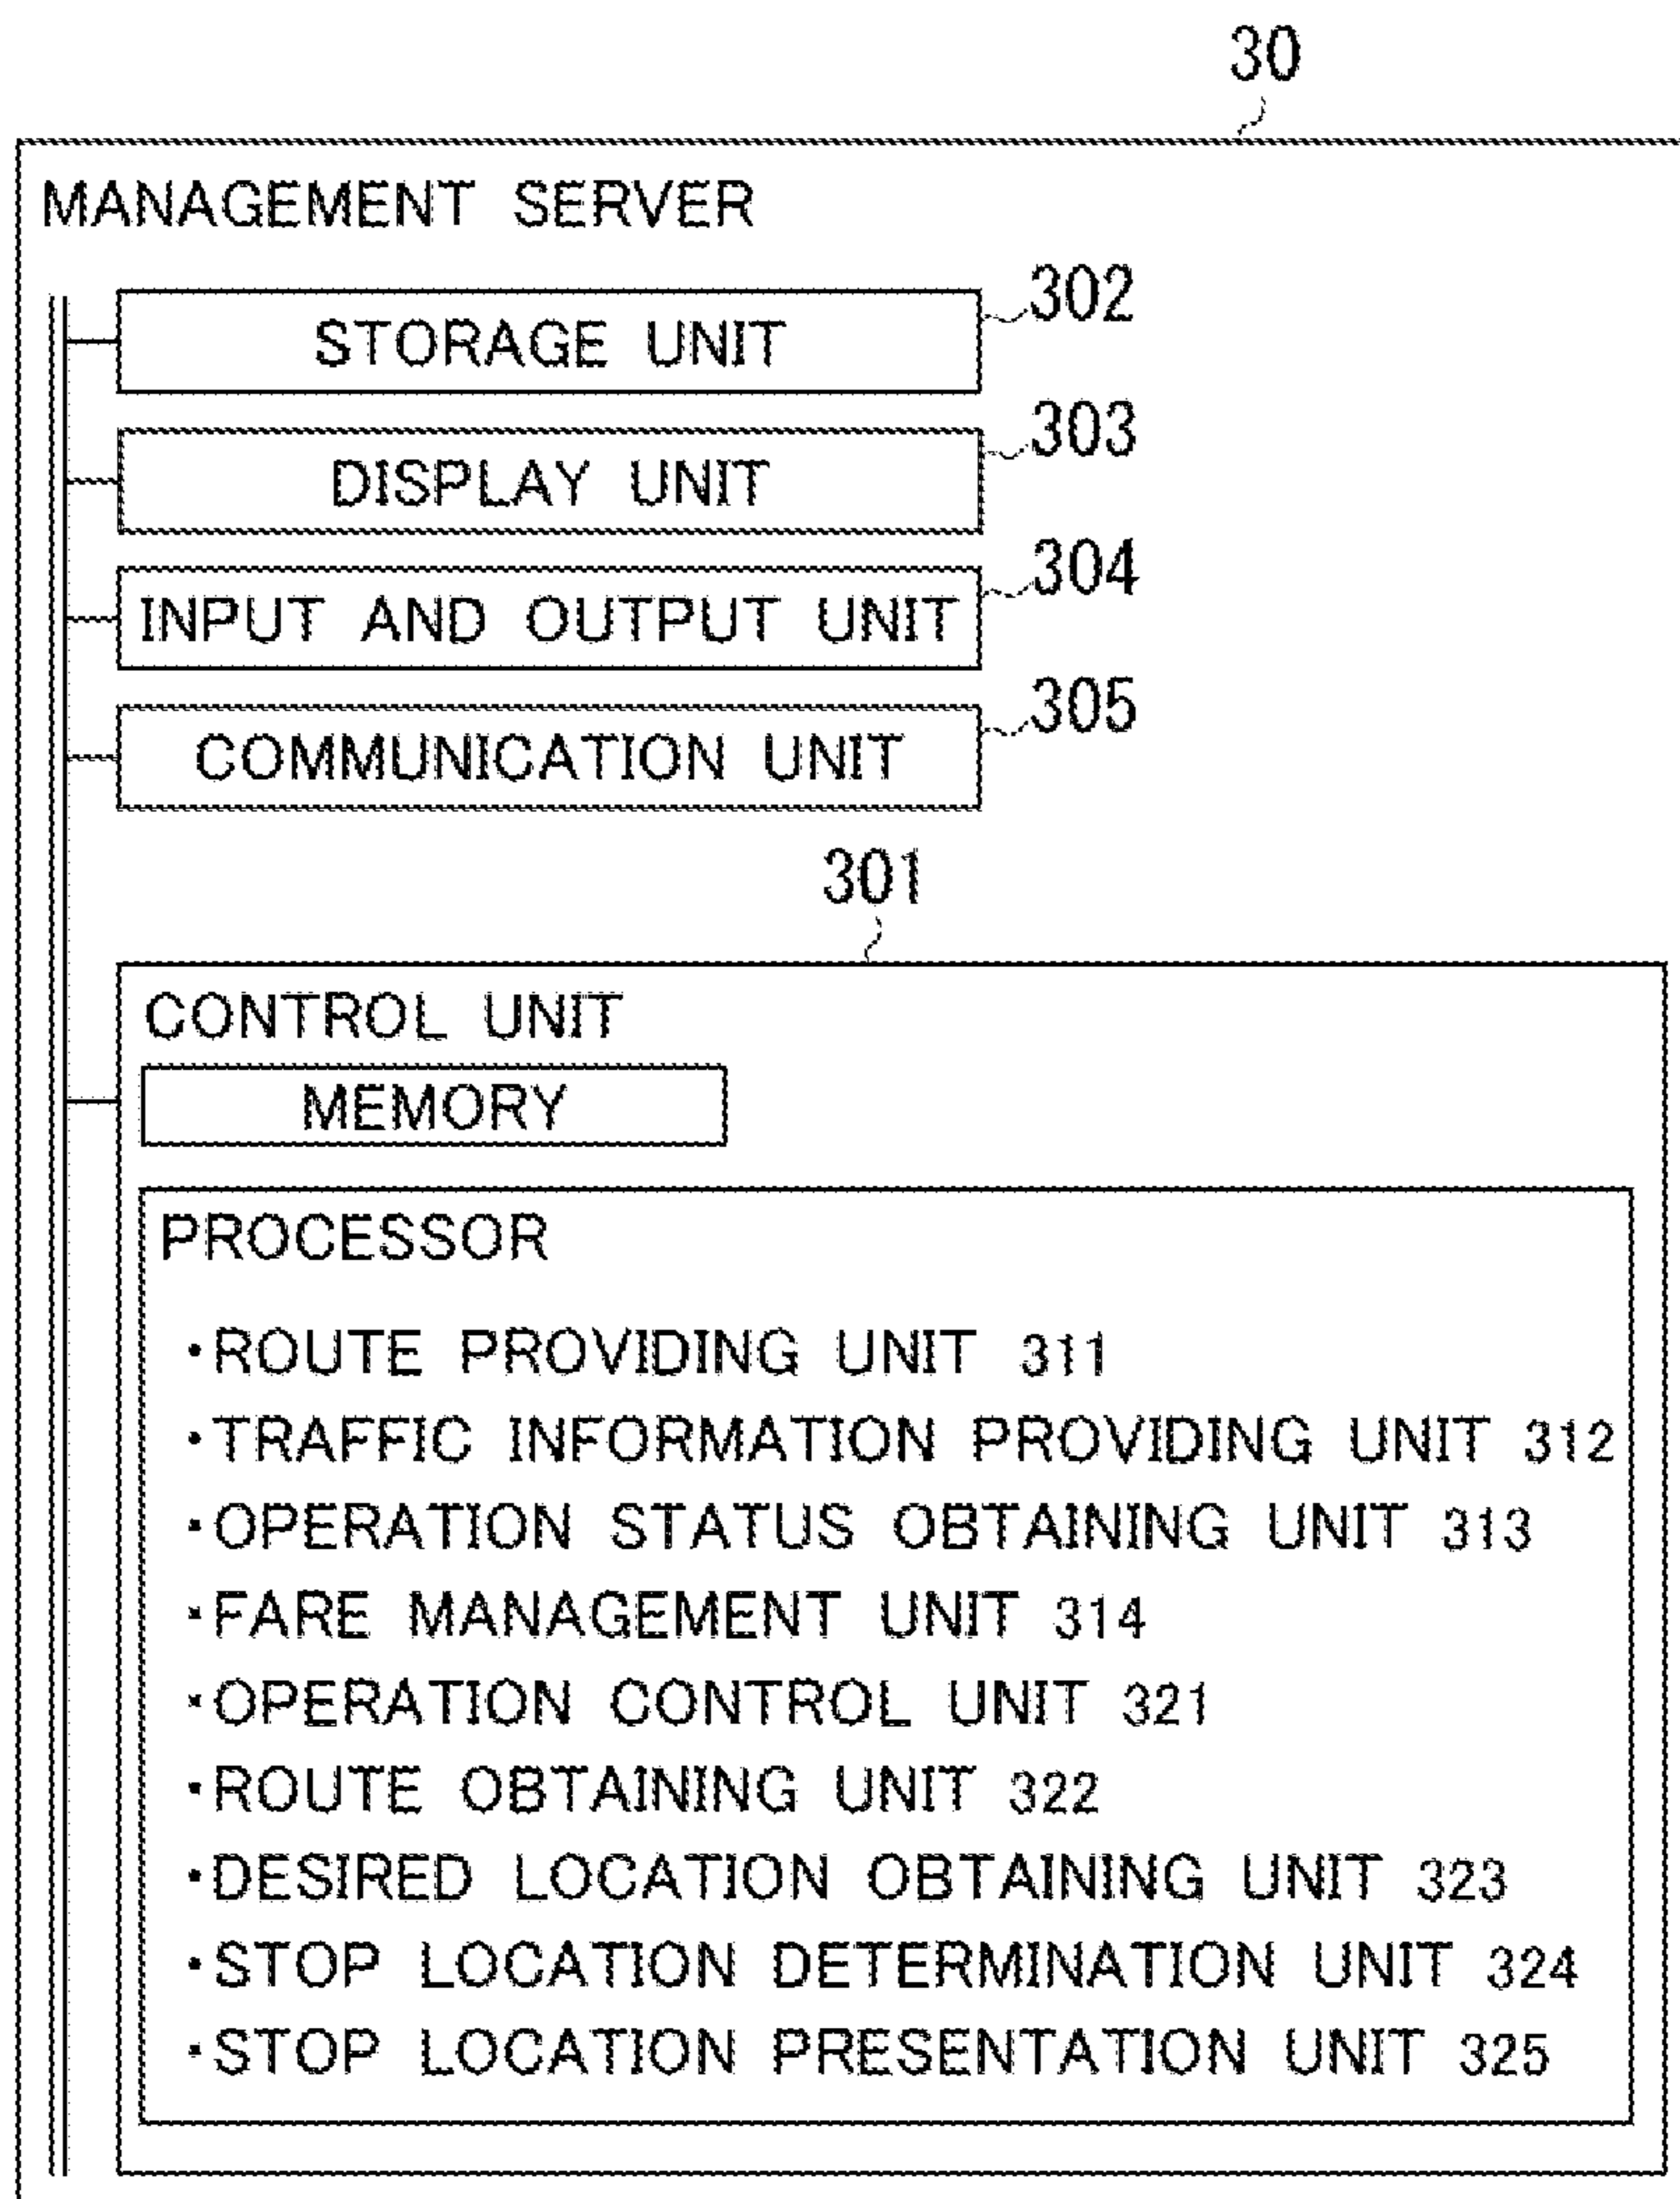 30
MANAGEMENT SERVER
302
STORAGE UNIT
303
DISPLAY UNIT
304
INPUT AND OUTPUT UNIT
305
COMMUNICATION UNIT
301
CONTROL UNIT
MEMORY
PROCESSOR
・ROUTE PROVIDING UNIT 311
・TRAFFIC INFORMATION PROVIDING UNIT 312
・OPERATION STATUS OBTAINING UNIT 313
・FARE MANAGEMENT UNIT 314
・OPERATION CONTROL UNIT 321
・ROUTE OBTAINING UNIT 322
・DESIRED LOCATION OBTAINING UNIT 323
・STOP LOCATION DETERMINATION UNIT 324
・STOP LOCATION PRESENTATION UNIT 325